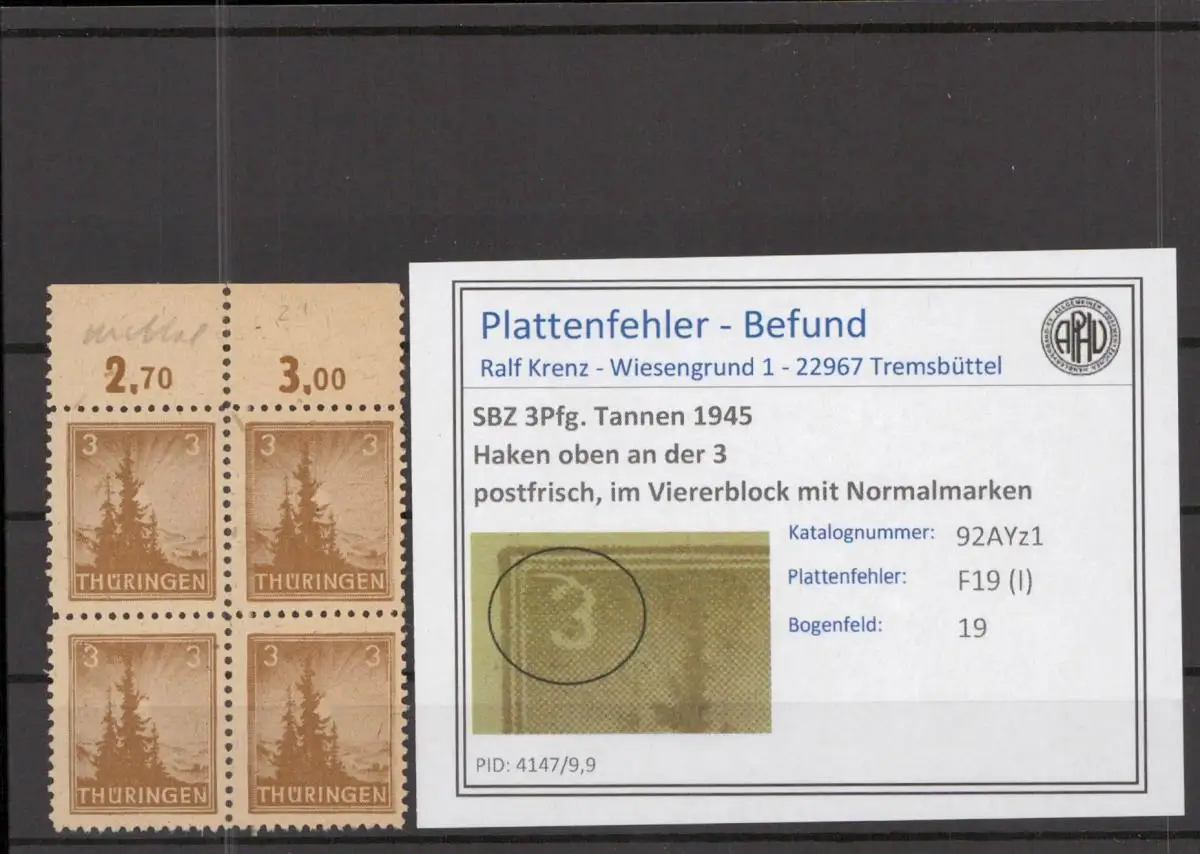 2,70 3,00
3 3 3 3
THÜRINGEN THÜRINGEN
3 3 3 3
THÜRINGEN THÜRINGEN
Plattenfehler - Befund
Ralf Krenz - Wiesengrund 1 - 22967 Tremsbüttel
APHV
SBZ 3Pfg. Tannen 1945
Haken oben an der 3
postfrisch, im Viererblock mit Normalmarken
3
Katalognummer: 92AYz1
Plattenfehler: F19 (I)
Bogenfeld: 19
PID: 4147/9,9